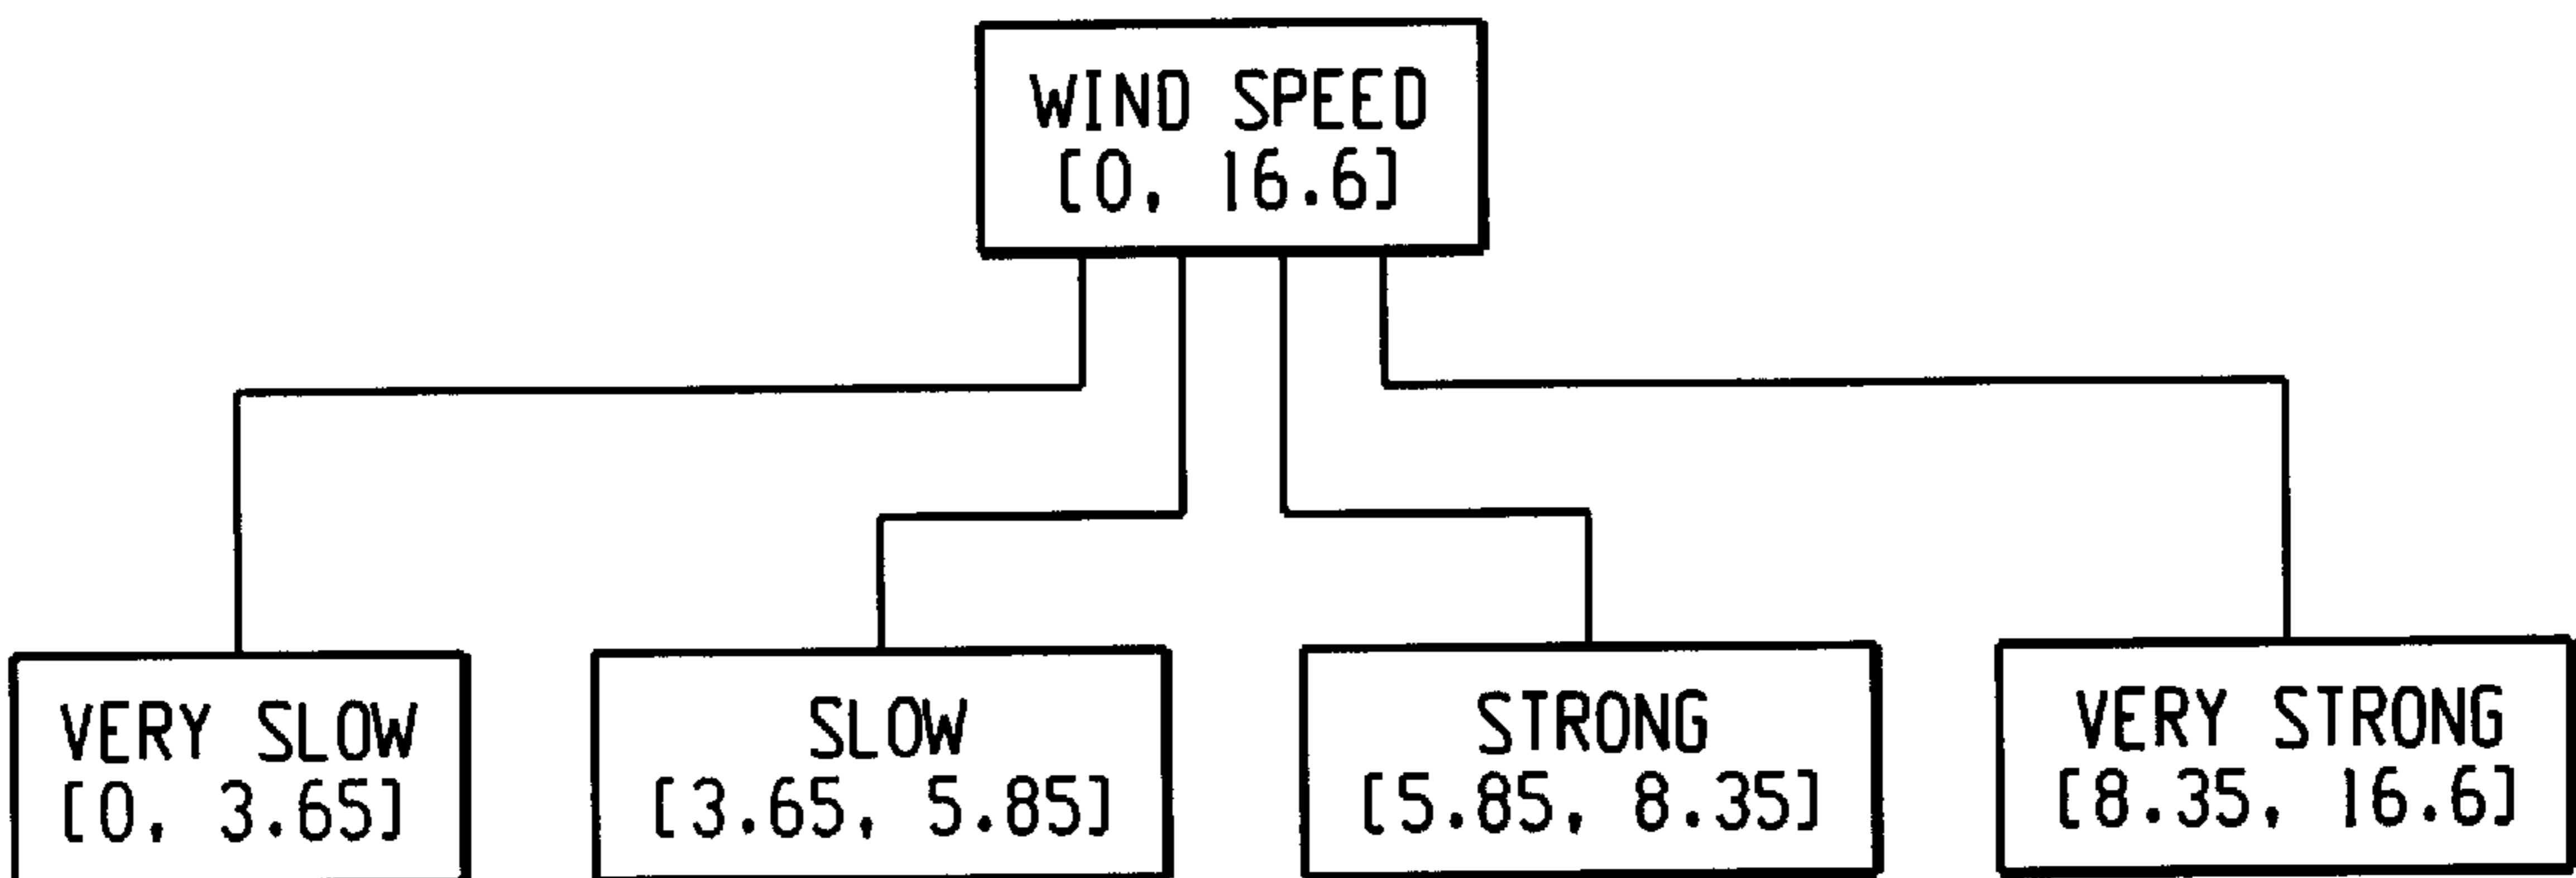 WIND SPEED
[0, 16.6]
VERY SLOW
[0, 3.65]
SLOW
[3.65, 5.85]
STRONG
[5.85, 8.35]
VERY STRONG
[8.35, 16.6]